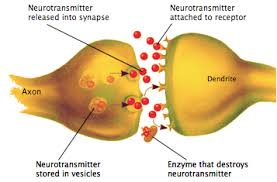 Neurotransmitter
released into synapse
Neurotransmitter
attached to receptor
Axon
Dendrite
Neurotransmitter
stored in vesicles
Enzyme that destroys
neurotransmitter